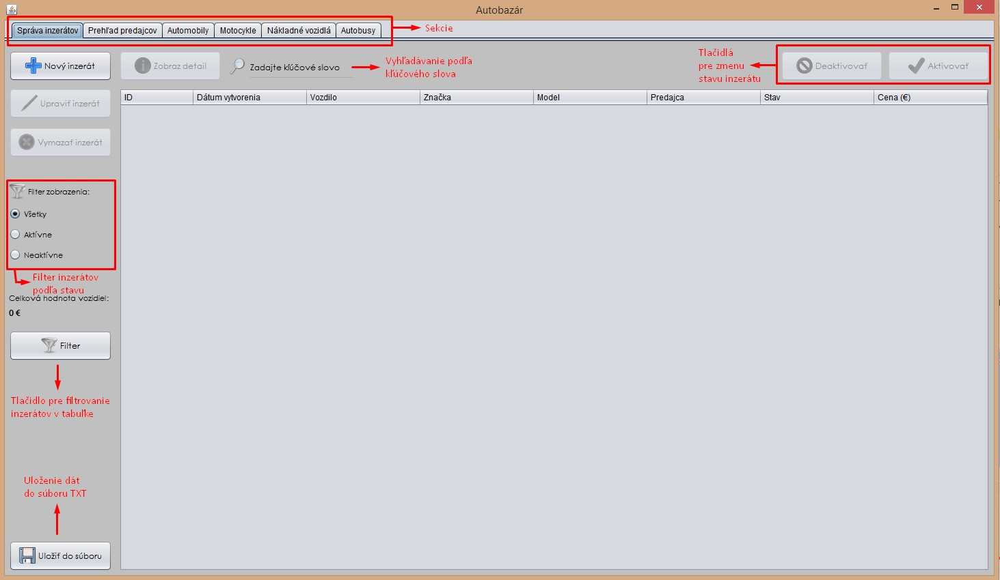 Autobazár
Správa inzerátov Prehľad predajcov Automobily Motocykle Nákladné vozidlá Autobusy
Sekcie
Nový inzerát
Zobraz detail
Zadajte kľúčové slovo
Vyhľadávanie podľa
kľúčového slova
Tlačidlá
pre zmenu
stavu inzerátu
Deaktivovať
Aktivovať
Upraviť inzerát
Vymazať inzerát
ID Dátum vytvorenia Vozdilo Značka Model Predajca Stav Cena (€)
Filter zobrazenia:
Všetky
Aktívne
Neaktívne
Filter inzerátov
podľa stavu
Celková hodnota vozidiel:
0 €
Filter
Tlačidlo pre filtrovanie
inzerátov v tabuľke
Uloženie dát
do súboru TXT
Uložiť do súboru